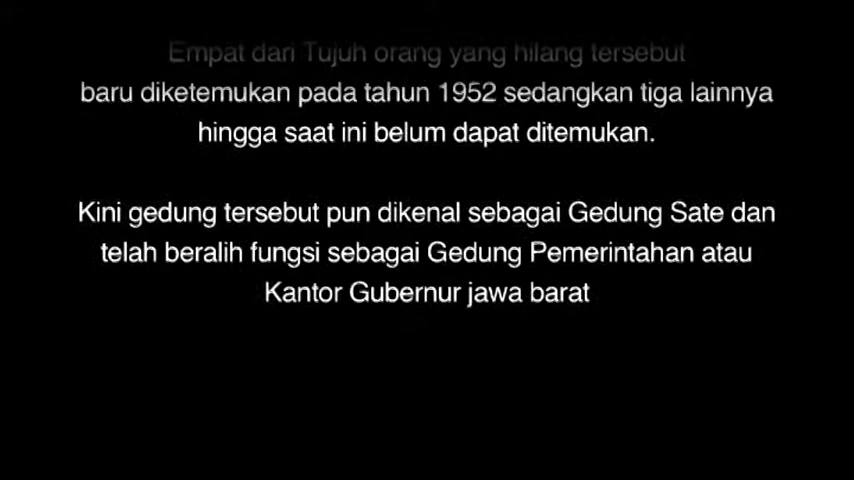 Empat dari Tujuh orang yang hilang tersebut
baru diketemukan pada tahun 1952 sedangkan tiga lainnya
hingga saat ini belum dapat ditemukan.
Kini gedung tersebut pun dikenal sebagai Gedung Sate dan
telah beralih fungsi sebagai Gedung Pemerintahan atau
Kantor Gubernur jawa barat